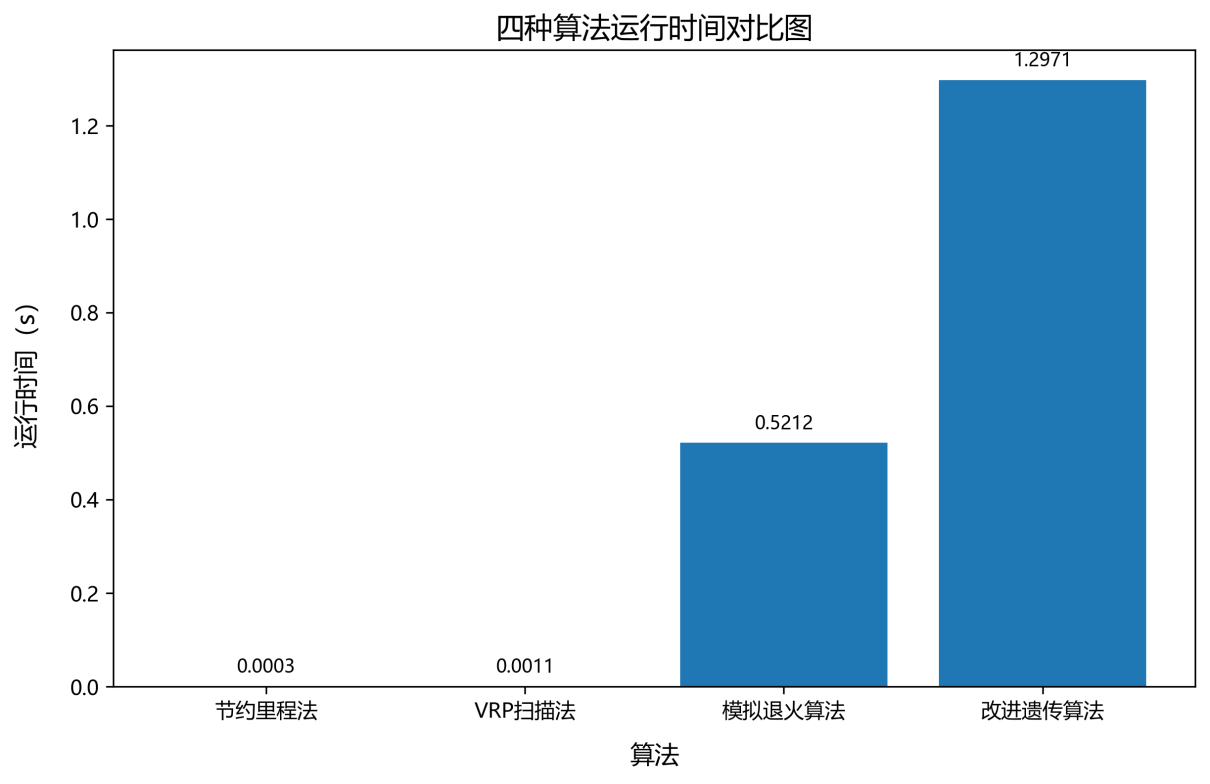 四种算法运行时间对比图
1.2971
1.2
1.0
0.8
运行时间（s）
0.6
0.5212
0.4
0.2
0.0003
0.0011
0.0
节约里程法
VRP扫描法
模拟退火算法
改进遗传算法
算法